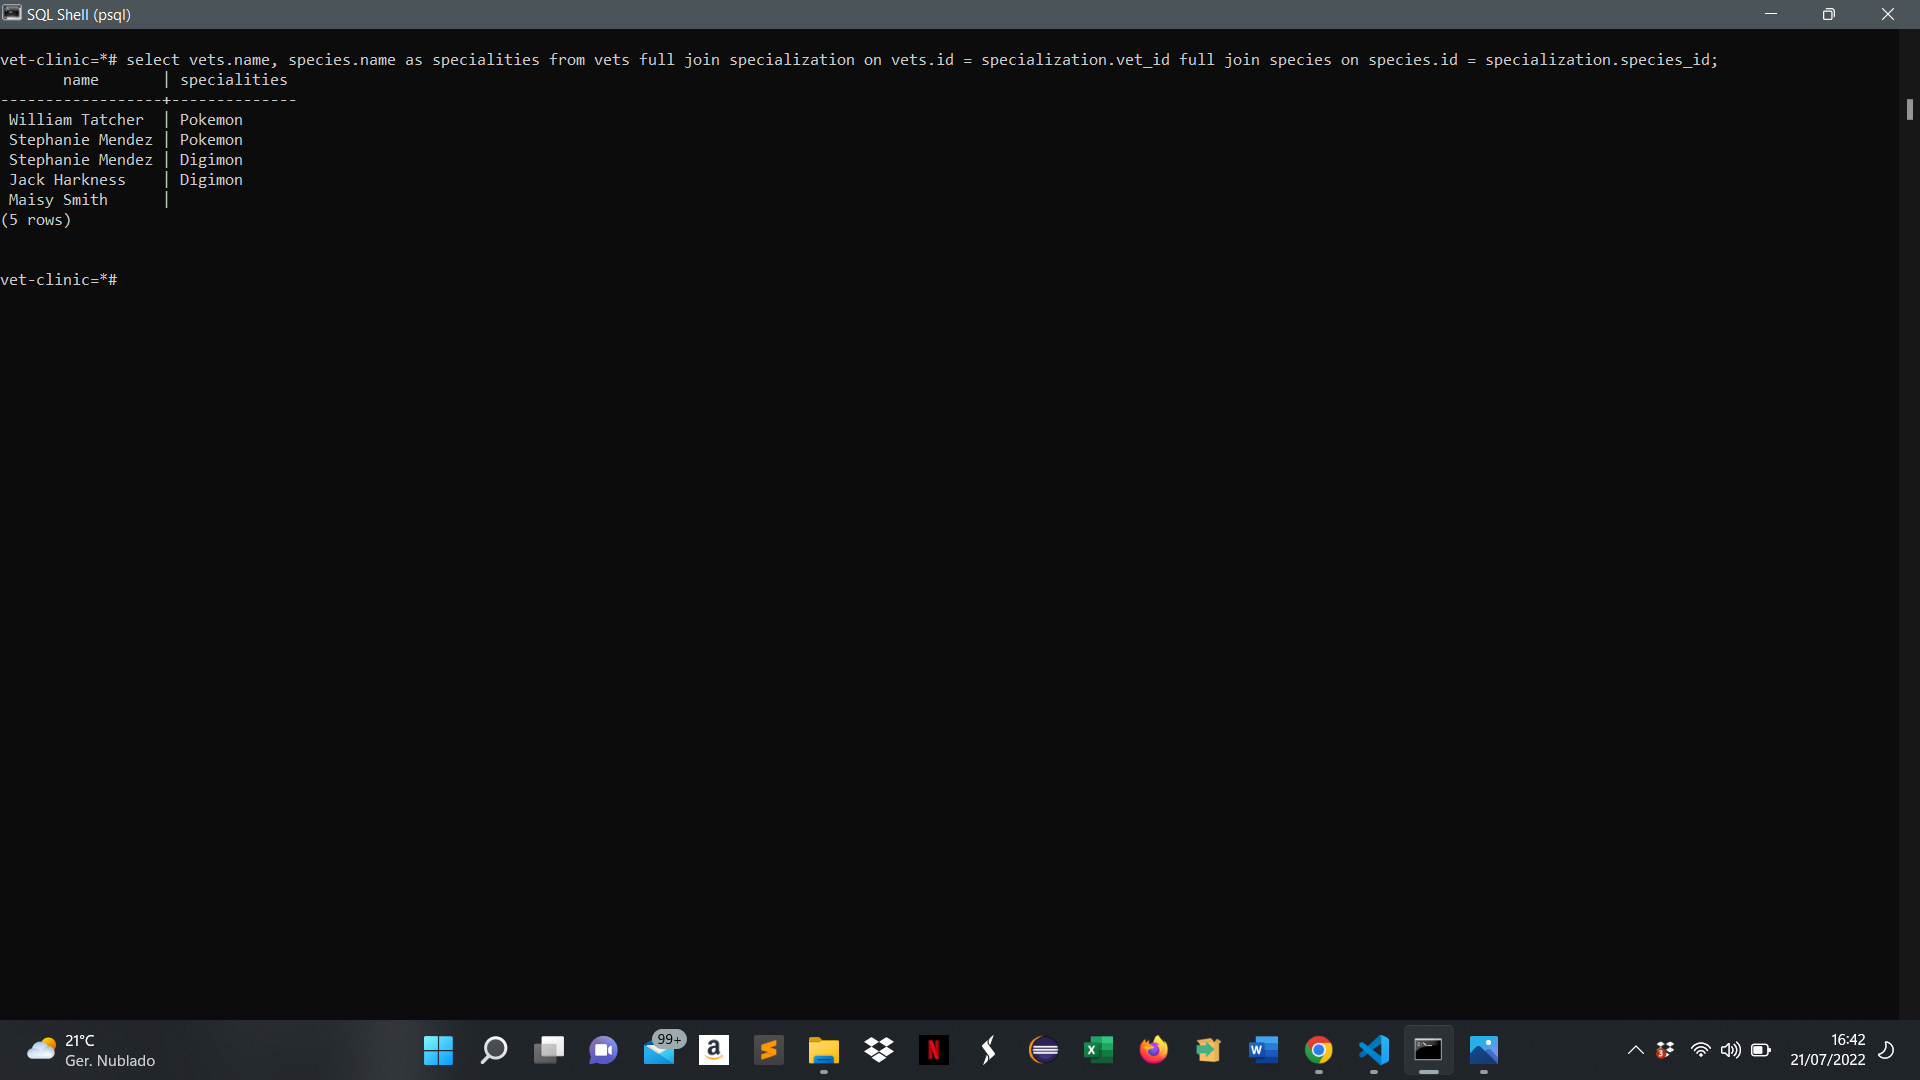 SQL Shell (psql)
vet-clinic=*# select vets.name, species.name as specialities from vets full join specialization on vets.id = specialization.vet_id full join species on species.id = specialization.species_id;
name | specialities
------------------+--------------
William Tatcher | Pokemon
Stephanie Mendez | Pokemon
Stephanie Mendez | Digimon
Jack Harkness | Digimon
Maisy Smith |
(5 rows)
vet-clinic=*#
21°C
Ger. Nublado
99+
a
N
X
W
3
16:42
21/07/2022